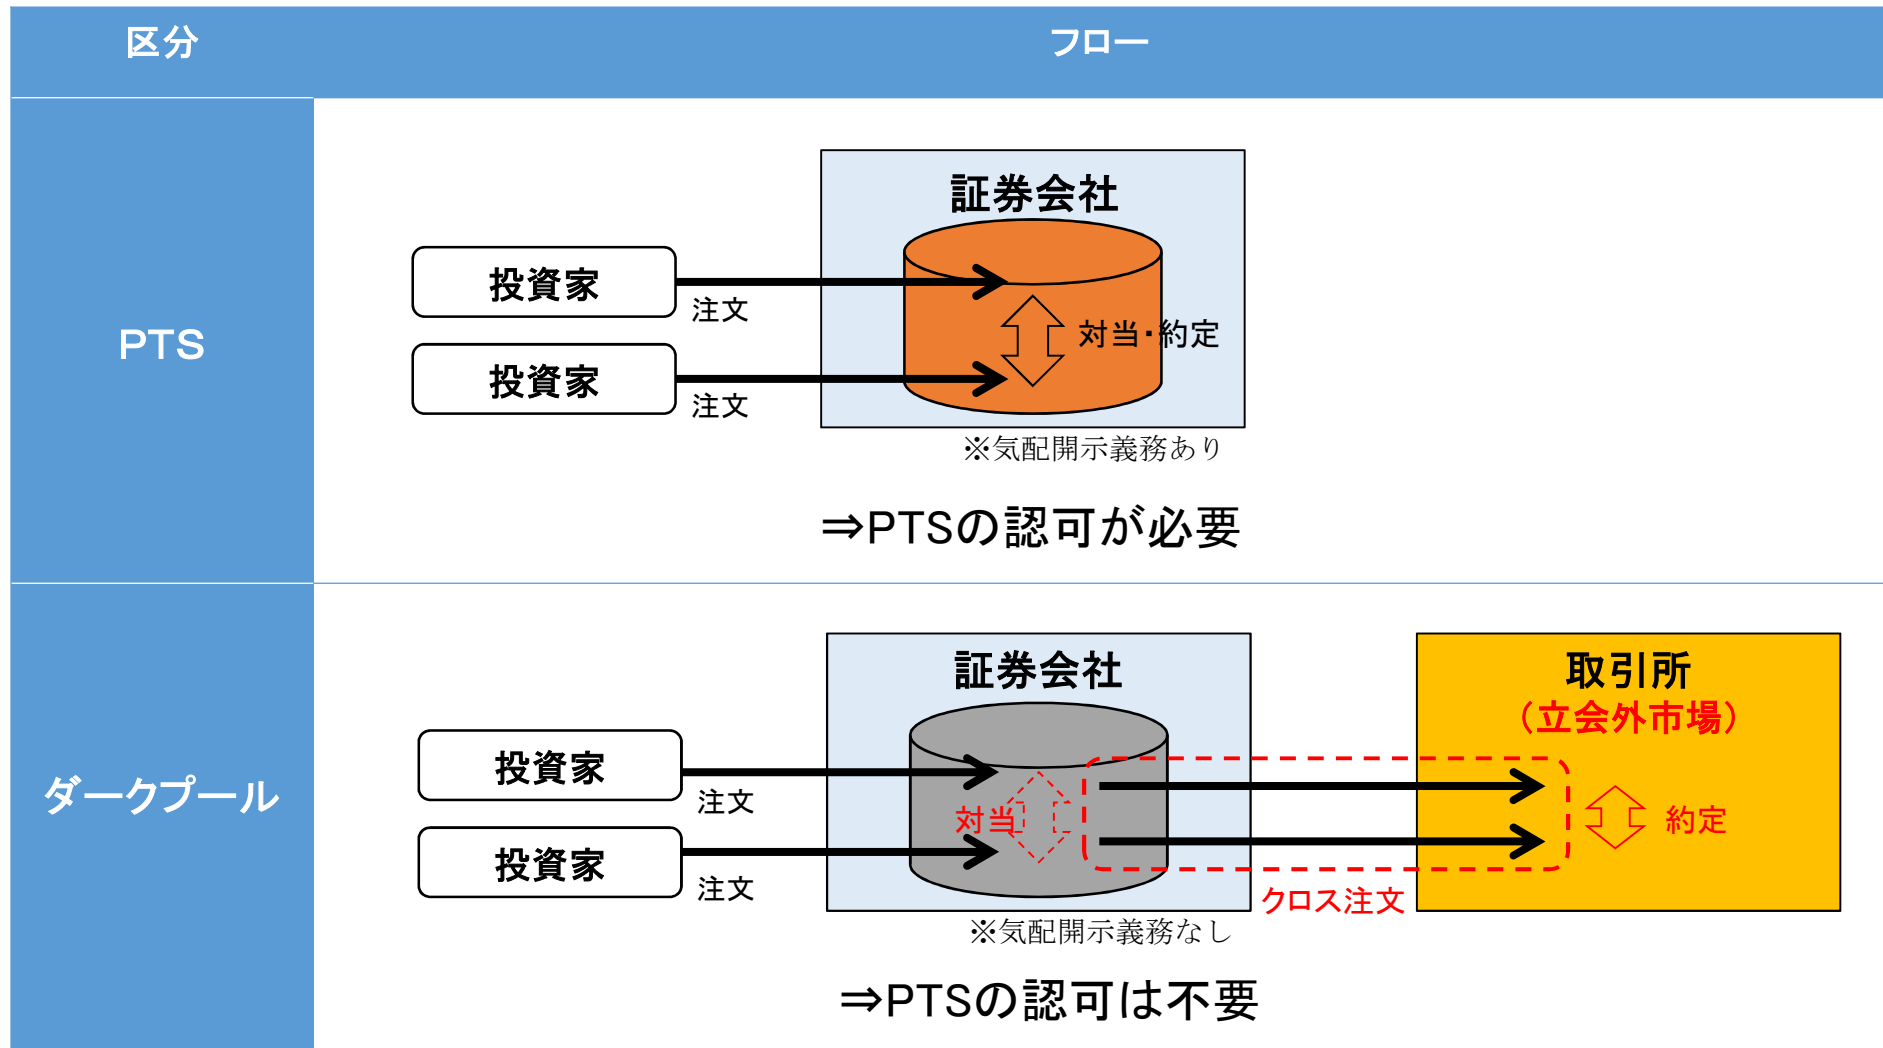 区分
フロー
PTS
証券会社
投資家
注文
対当・約定
投資家
注文
※気配開示義務あり
⇒PTSの認可が必要
ダークプール
証券会社
取引所
（立会外市場）
投資家
注文
対当
約定
投資家
注文
クロス注文
※気配開示義務なし
⇒PTSの認可は不要